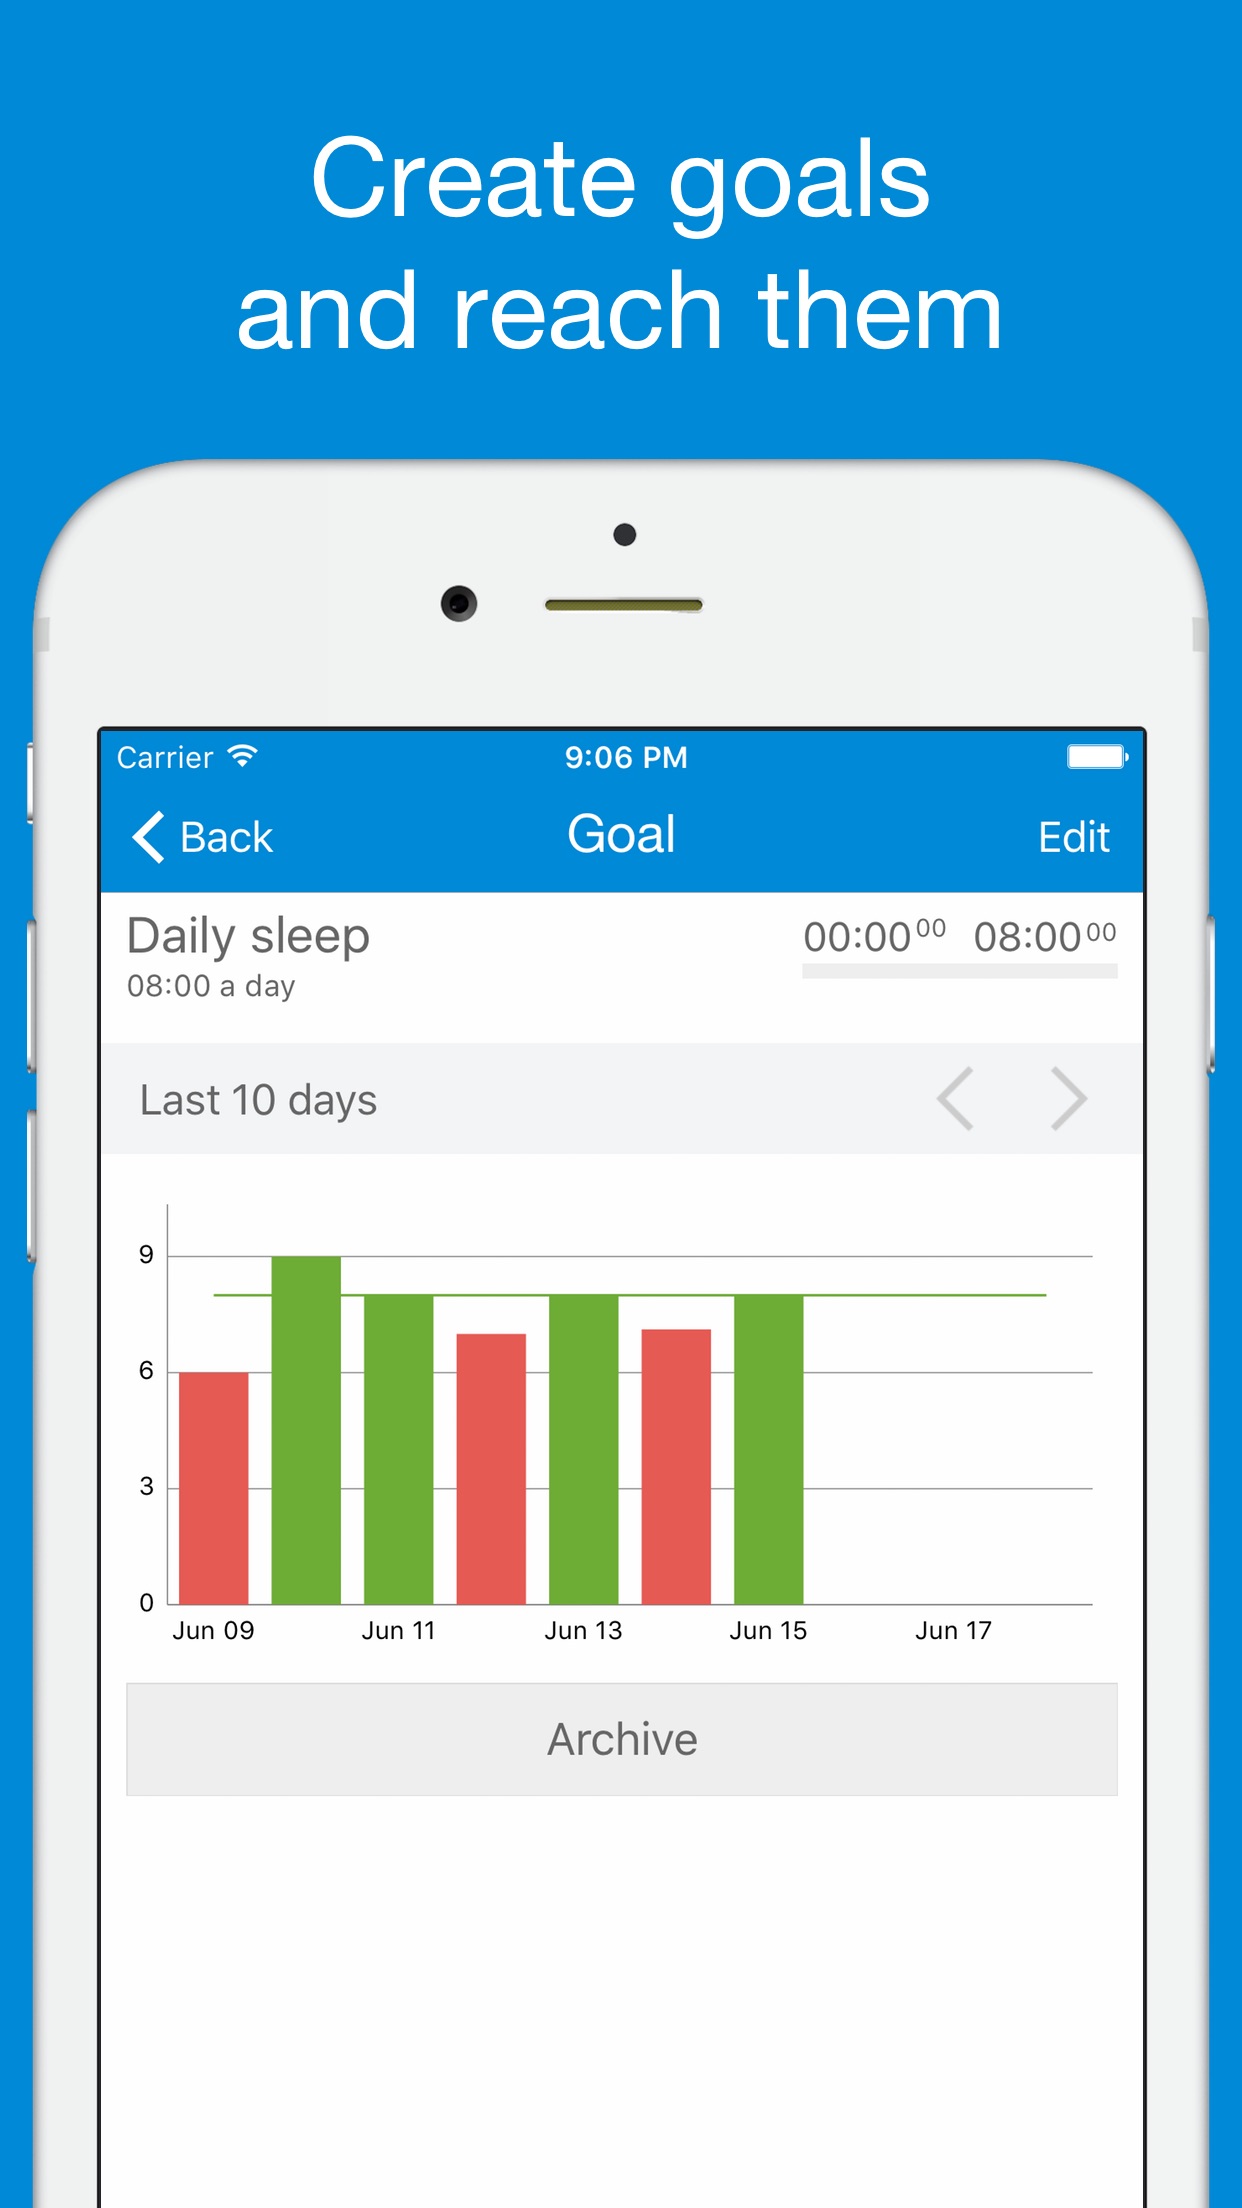 Create goals
and reach them
Carrier 9:06 PM
Back Goal Edit
Daily sleep 00:00 00 08:00 00
08:00 a day
Last 10 days
9
6
3
0
Jun 09 Jun 11 Jun 13 Jun 15 Jun 17
Archive